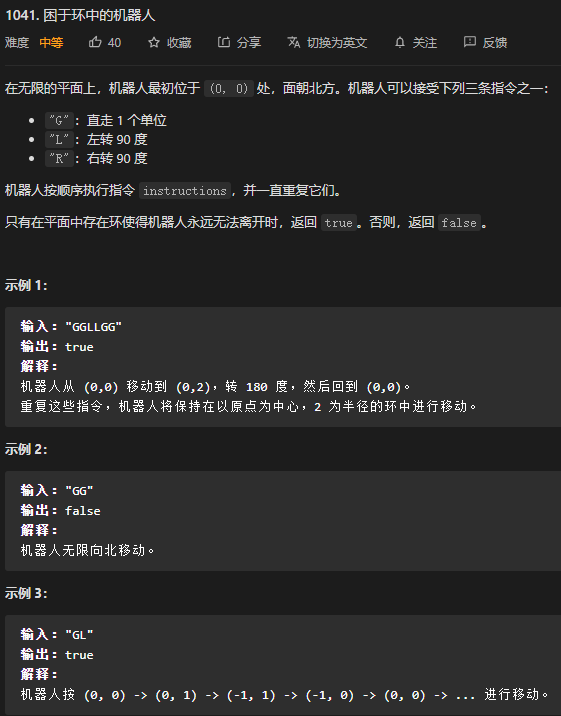 1041. 困于环中的机器人
难度 中等 40 收藏 分享 切换为英文 关注 反馈
在无限的平面上，机器人最初位于 (0, 0) 处，面朝北方。机器人可以接受下列三条指令之一：
• "G"：直走 1 个单位
• "L"：左转 90 度
• "R"：右转 90 度
机器人按顺序执行指令 instructions，并一直重复它们。
只有在平面中存在环使得机器人永远无法离开时，返回 true。否则，返回 false。
示例 1：
输入："GGLLGG"
输出：true
解释：
机器人从 (0,0) 移动到 (0,2)，转 180 度，然后回到 (0,0)。
重复这些指令，机器人将保持在以原点为中心，2 为半径的环中进行移动。
示例 2：
输入："GG"
输出：false
解释：
机器人无限向北移动。
示例 3：
输入："GL"
输出：true
解释：
机器人按 (0, 0) -> (0, 1) -> (-1, 1) -> (-1, 0) -> (0, 0) -> ... 进行移动。